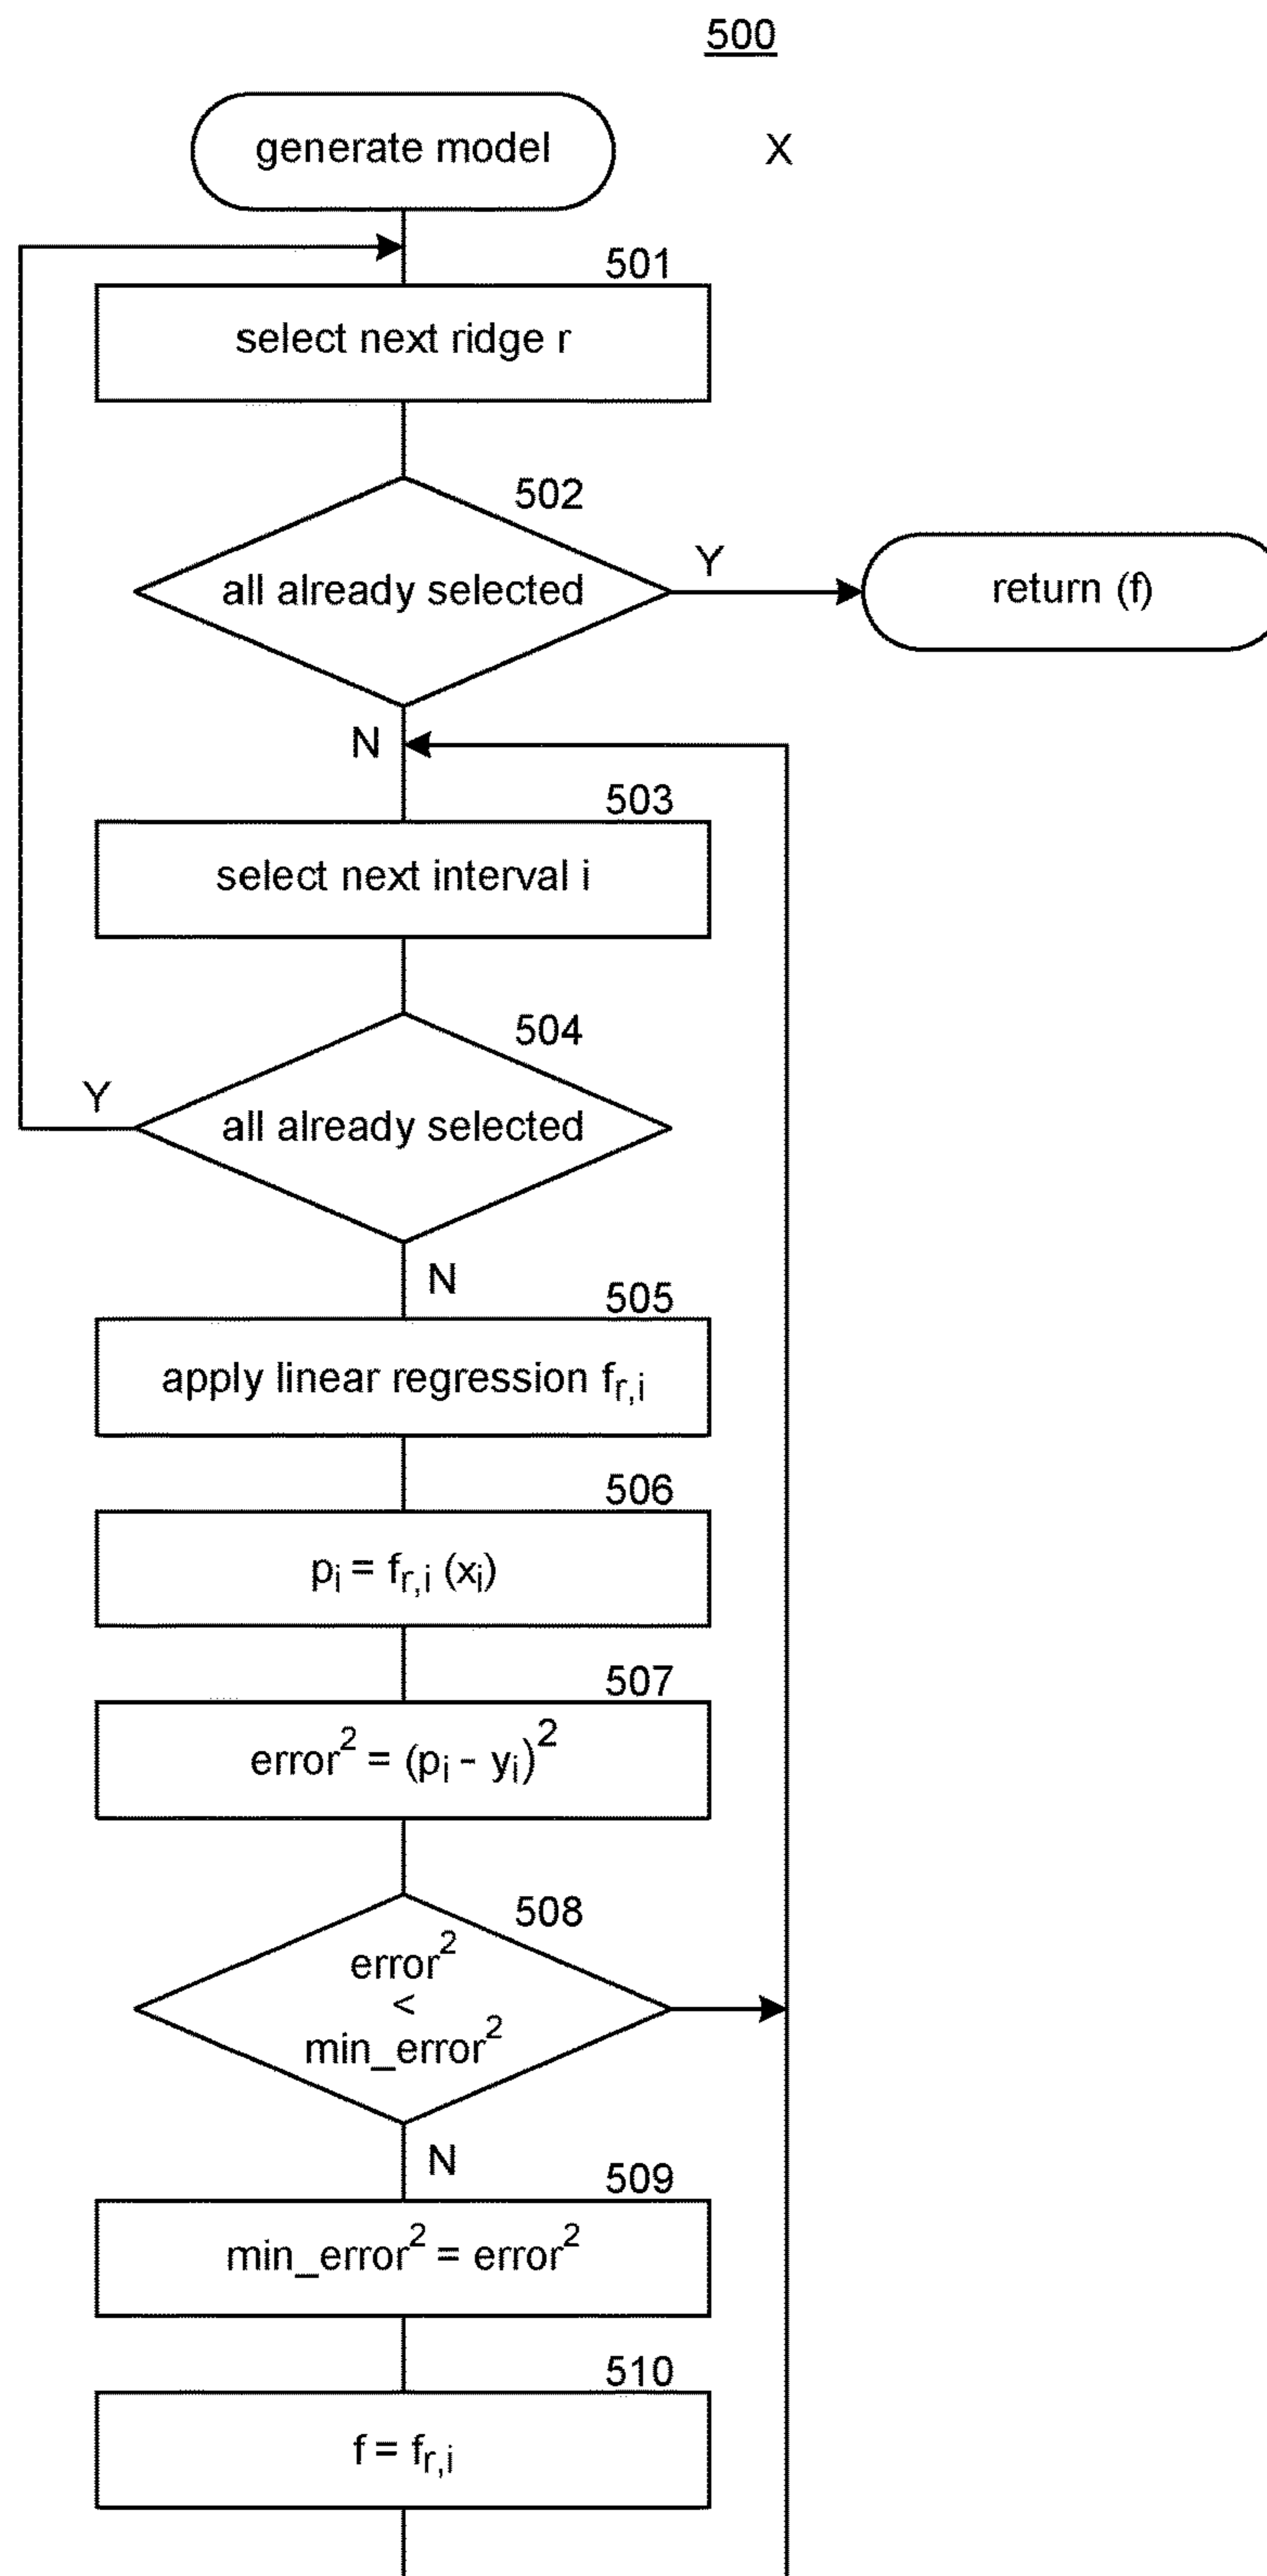 500
generate model
X
501
select next ridge r
502
all already selected
Y
return (f)
N
503
select next interval i
504
all already selected
Y
N
505
apply linear regression fr,i
506
pi = fr,i (xi)
507
error2 = (pi - yi)2
508
error2
<
min_error2
N
509
min_error2 = error2
510
f = fr,i